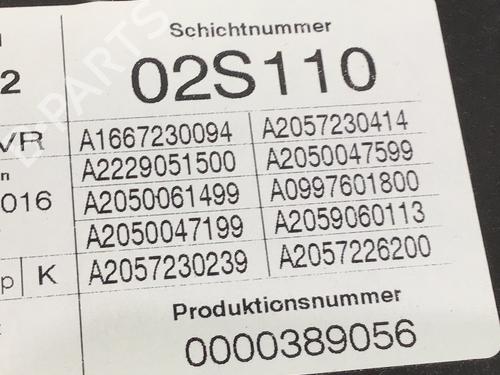 Schichtnummer
2
02S110
VR
A1667230094 A2057230414
n
A2229051500 A2050047599
016
A2050061499 A0997601800
A2050047199 A2059060113
p K
A2057230239 A2057226200
Produktionsnummer
0000389056